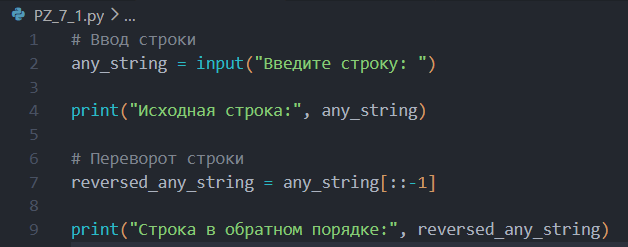 PZ_7_1.py > ...
1 # Ввод строки
2 any_string = input("Введите строку: ")
3
4 print("Исходная строка:", any_string)
5
6 # Переворот строки
7 reversed_any_string = any_string[::-1]
8
9 print("Строка в обратном порядке:", reversed_any_string)